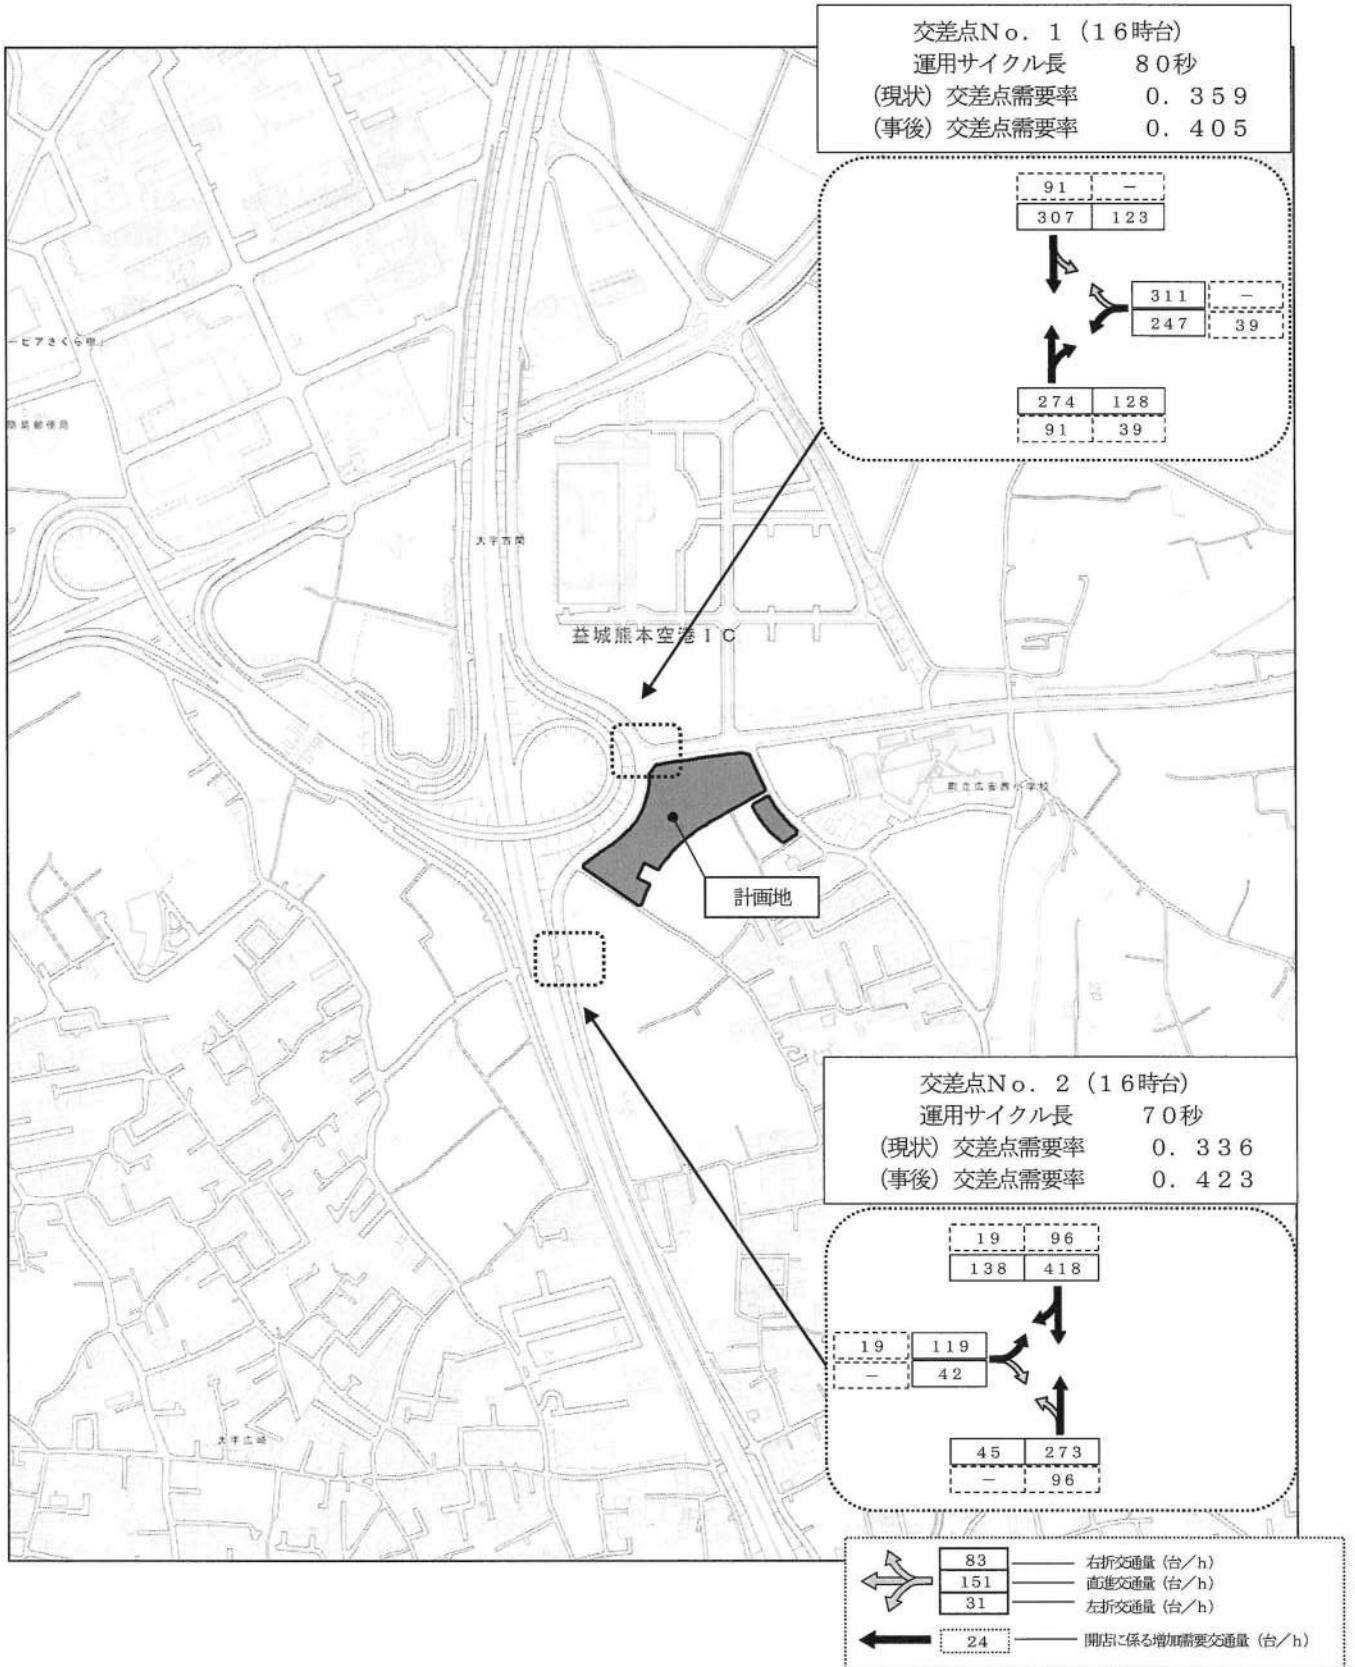 交差点No. 1 (16時台)
運用サイクル長 80秒
(現状) 交差点需要率 0. 359
(事後) 交差点需要率 0. 405
91 −
307 123
311 −
247 39
274 128
91 39
大字古閑
益城熊本空港IC
町立広安西小学校
計画地
交差点No. 2 (16時台)
運用サイクル長 70秒
(現状) 交差点需要率 0. 336
(事後) 交差点需要率 0. 423
19 96
138 418
19 119
− 42
45 273
− 96
大字広崎
83 右折交通量 (台/h)
151 直進交通量 (台/h)
31 左折交通量 (台/h)
24 開店に係る増加需要交通量 (台/h)